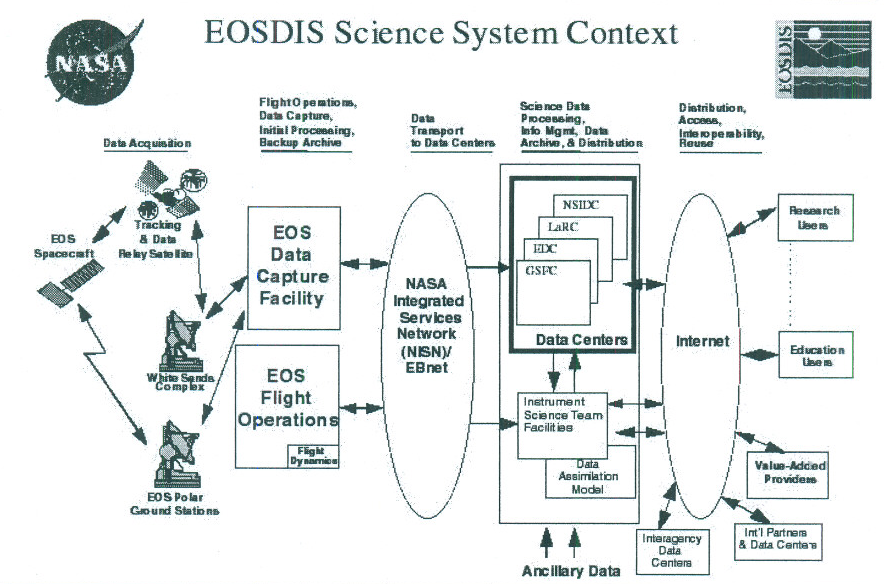 EOSDIS Science System Context
NASA
EOSDIS
Data Acquisition
Flight Operations,
Data Capture,
Initial Processing,
Backup Archive
Data
Transport
to Data Centers
Science Data
Processing,
Info Mgmt, Data
Archive, & Distribution
Distribution,
Access,
Interoperability,
Reuse
EOS
Spacecraft
Tracking
& Data
Relay Satellite
White Sands
Complex
EOS Polar
Ground Stations
EOS
Data
Capture
Facility
EOS
Flight
Operations
Flight
Dynamics
NASA
Integrated
Services
Network
(NISN)/
EBnet
NSIDC
LaRC
EDC
GSFC
Data Centers
Instrument
Science Team
Facilities
Data
Assimilation
Model
Ancillary Data
Internet
Research
Users
Education
Users
Value-Added
Providers
Int'l Partners
& Data Centers
Interagency
Data
Centers